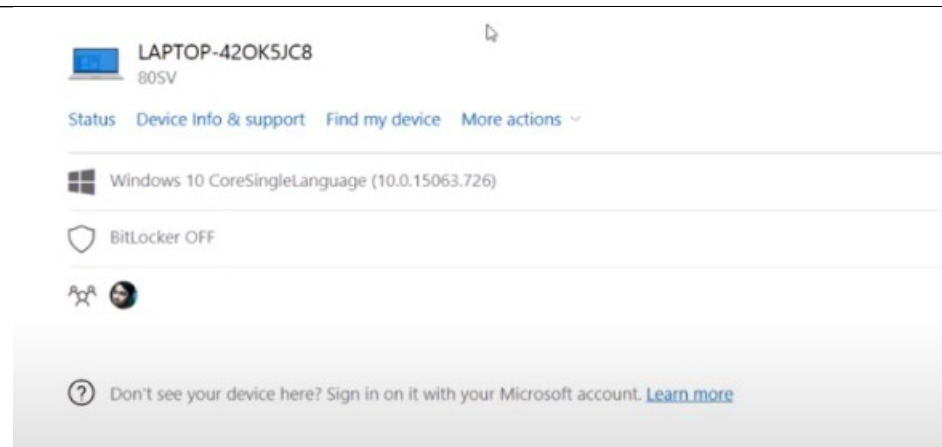 LAPTOP-42OK5JC8
80SV
Status Device Info & support Find my device More actions
Windows 10 CoreSingleLanguage (10.0.15063.726)
BitLocker OFF
Don't see your device here? Sign in on it with your Microsoft account. Learn more